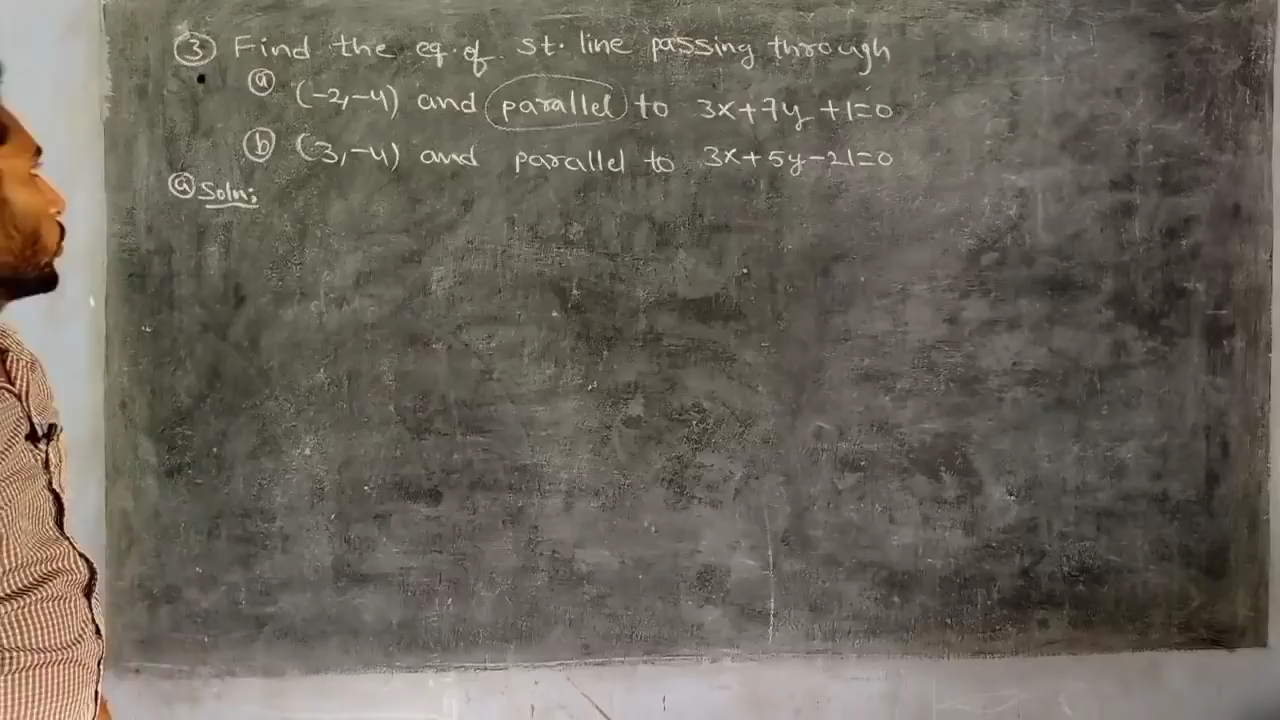 ③ Find the eq. of st. line passing through
ⓐ (-2,-4) and parallel to 3x+7y+1=0
ⓑ (3,-4) and parallel to 3x+5y-21=0
ⓐ Soln;